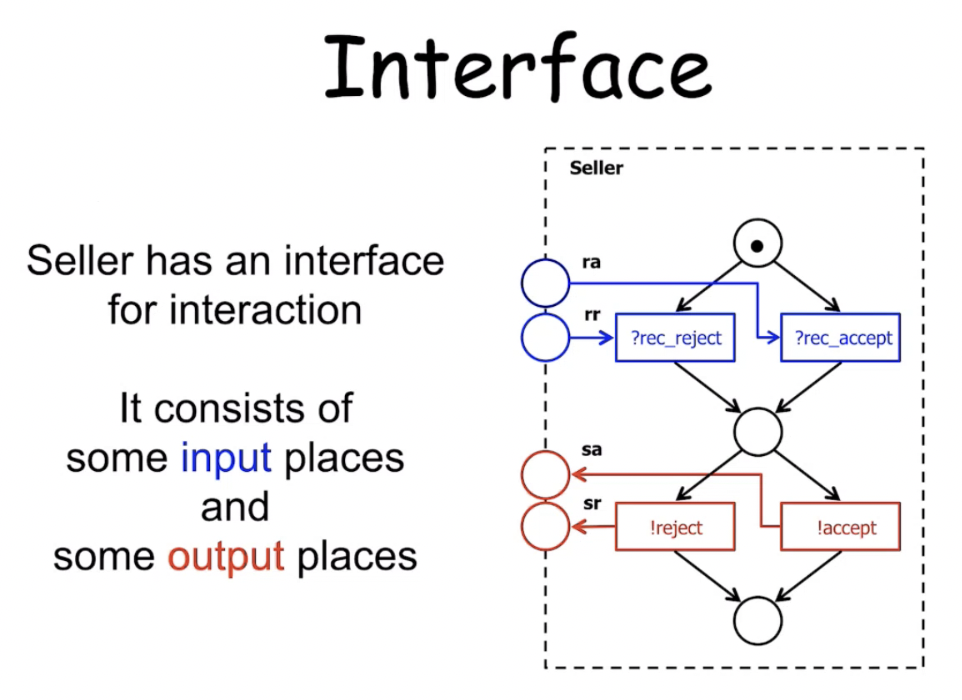 Interface
Seller has an interface
for interaction
It consists of
some input places
and
some output places
Seller
ra
rr
?rec_reject
?rec_accept
sa
sr
!reject
!accept